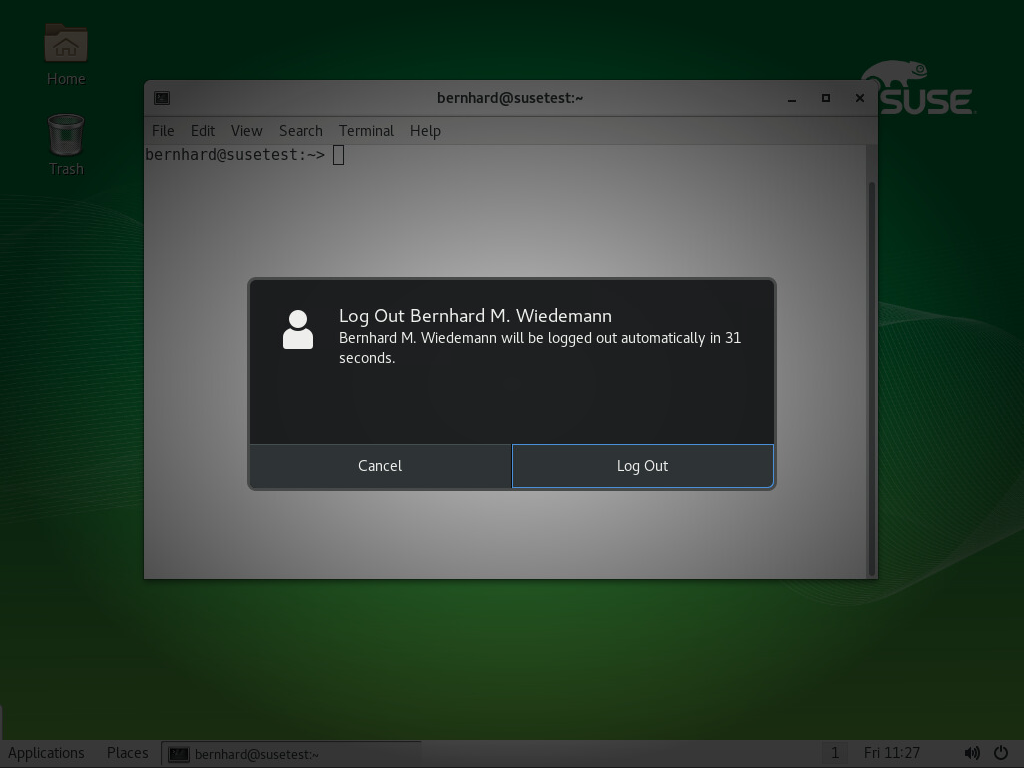 Home
Trash
SUSE
bernhard@susetest:~
File Edit View Search Terminal Help
bernhard@susetest:~>
Log Out Bernhard M. Wiedemann
Bernhard M. Wiedemann will be logged out automatically in 31
seconds.
Cancel Log Out
Applications Places bernhard@susetest:~ 1 Fri 11:27